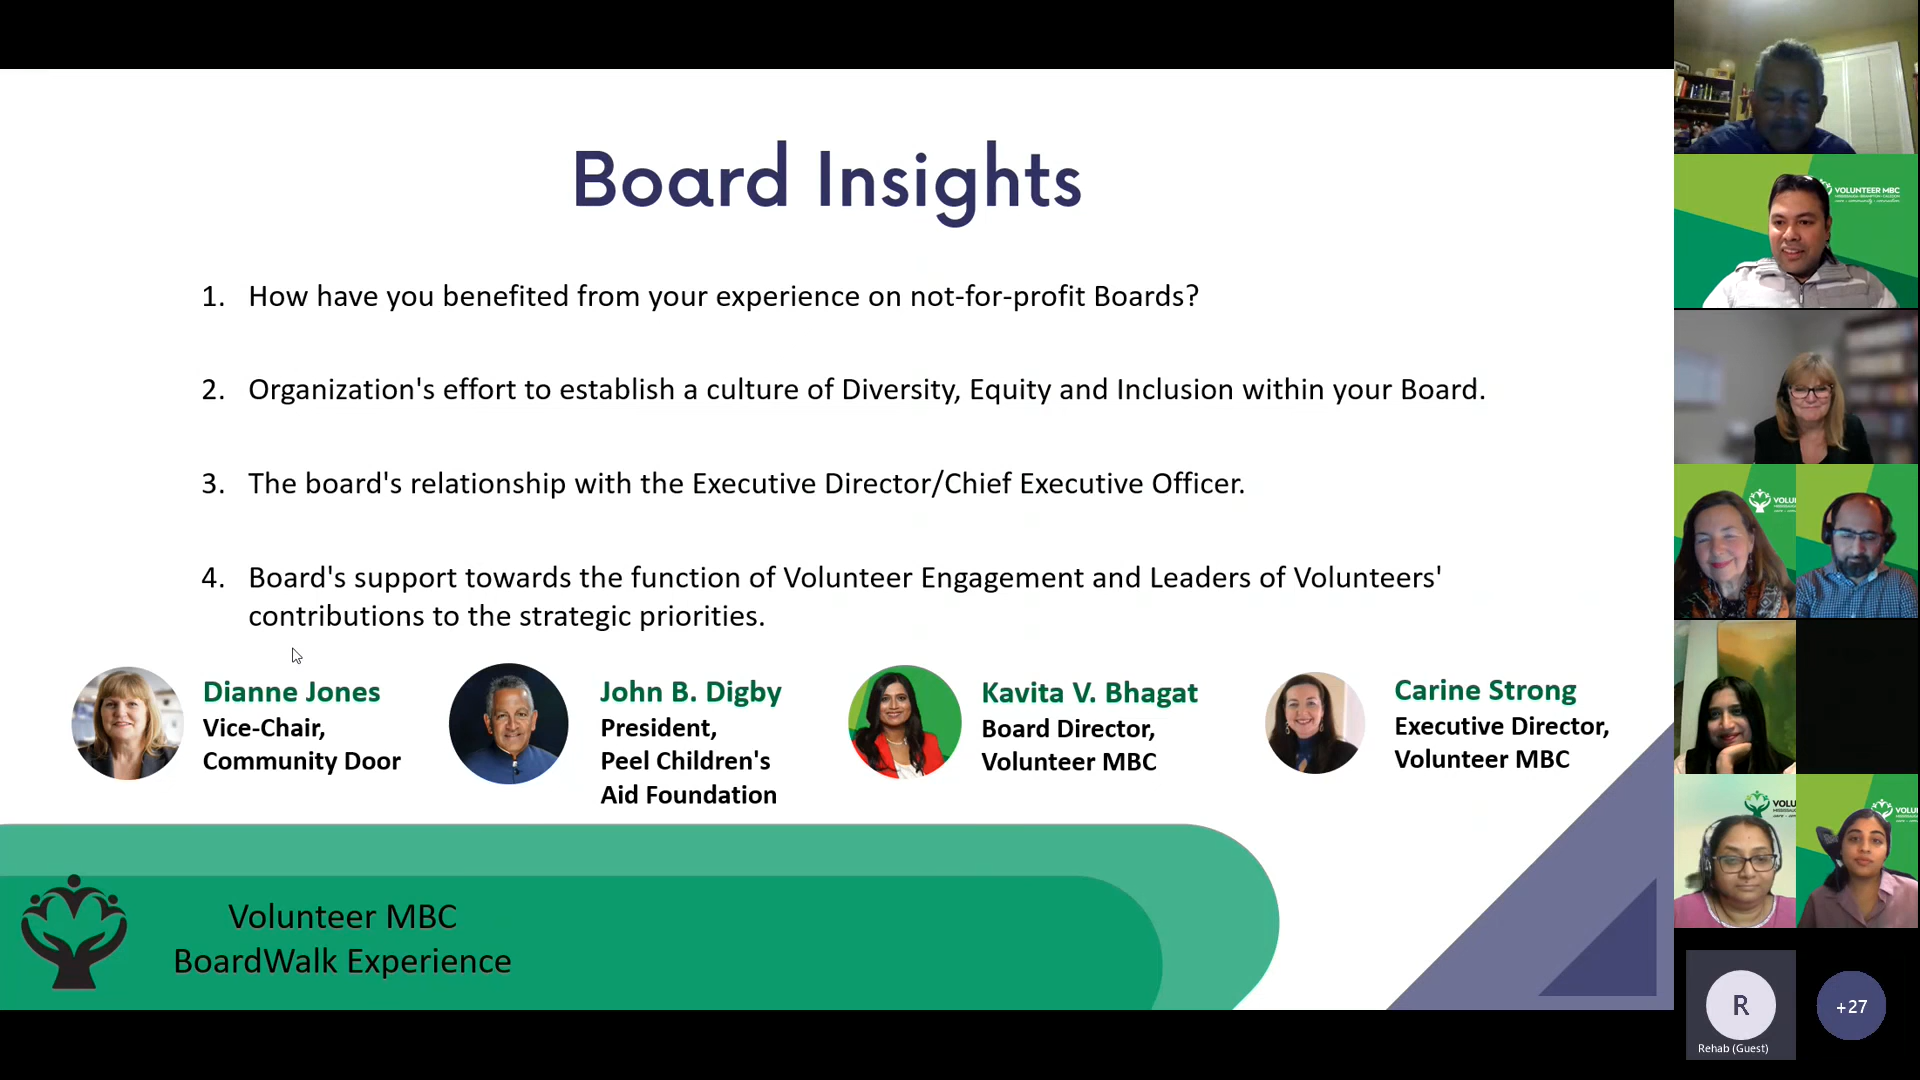 Board Insights
1. How have you benefited from your experience on not-for-profit Boards?
2. Organization's effort to establish a culture of Diversity, Equity and Inclusion within your Board.
3. The board's relationship with the Executive Director/Chief Executive Officer.
4. Board's support towards the function of Volunteer Engagement and Leaders of Volunteers'
contributions to the strategic priorities.
Dianne Jones
Vice-Chair,
Community Door
John B. Digby
President,
Peel Children's
Aid Foundation
Kavita V. Bhagat
Board Director,
Volunteer MBC
Carine Strong
Executive Director,
Volunteer MBC
Volunteer MBC
BoardWalk Experience
VOLUNTEER MBC
VOLU
VOLU
VOLU
R
Rehab (Guest)
+27